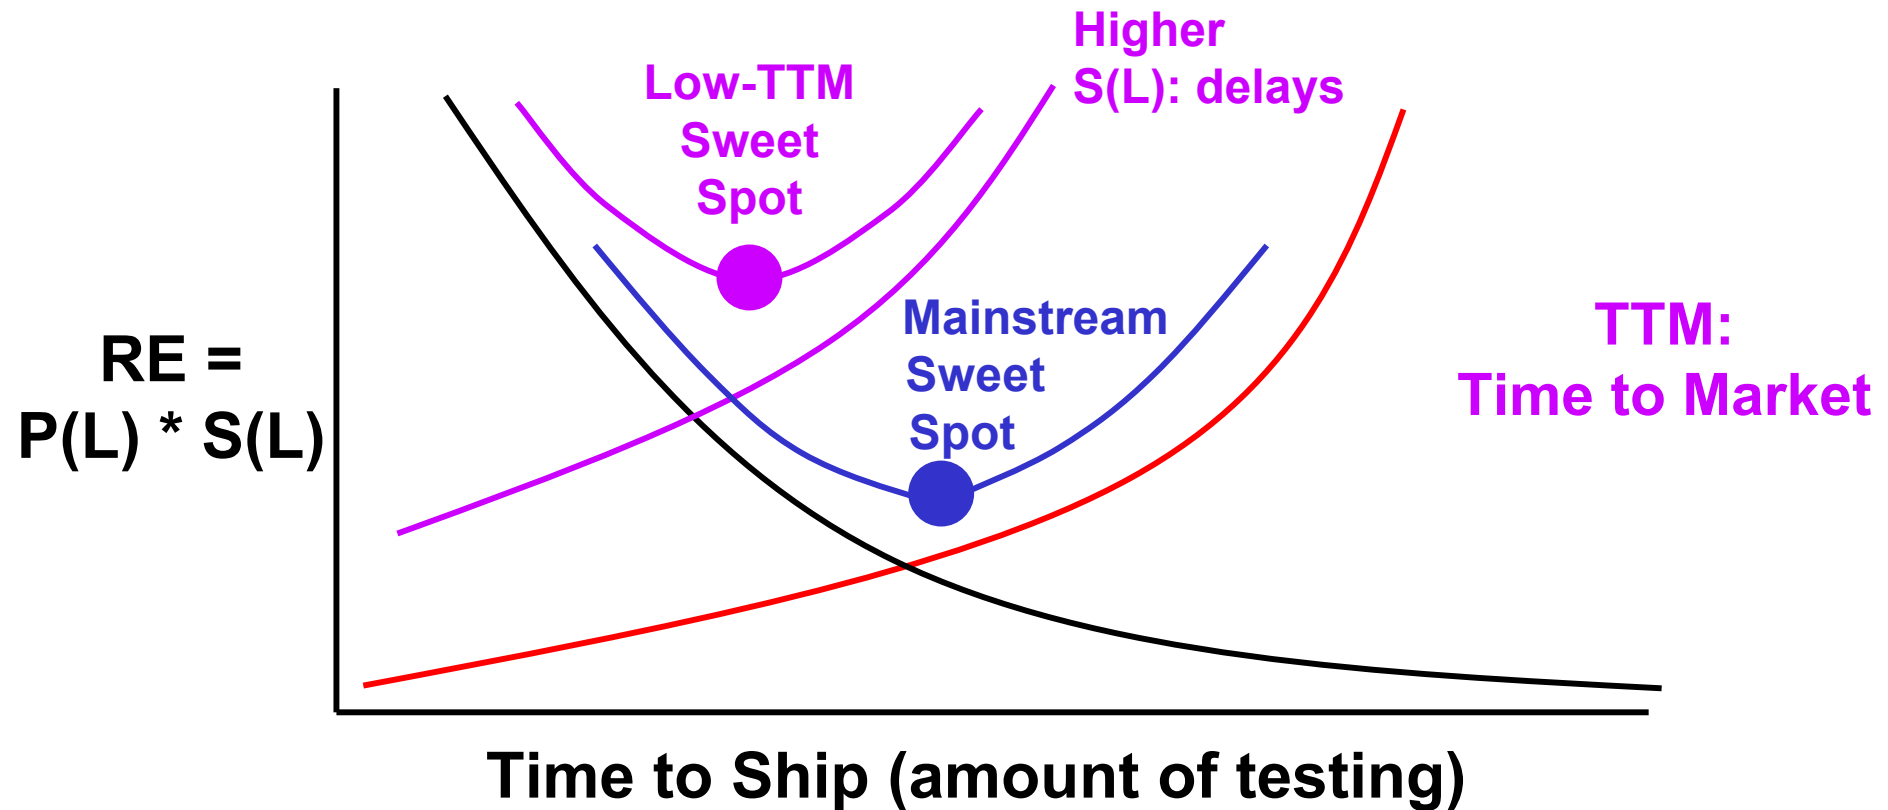 Higher
S(L): delays
Low-TTM
Sweet
Spot
Mainstream
Sweet
Spot
TTM:
Time to Market
RE =
P(L) * S(L)
Time to Ship (amount of testing)